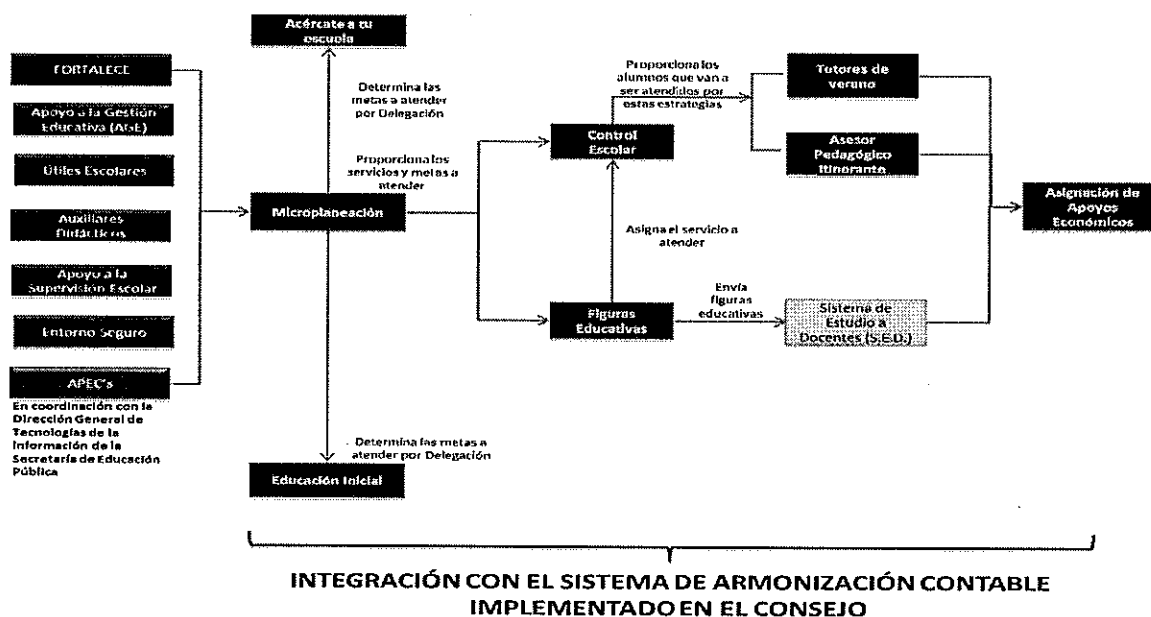 FORTALECE
Apoyo a la Gestión
Educativa (AGE)
Útiles Escolares
Auxiliares
Didácticos
Apoyo a la
Supervisión Escolar
Entorno Seguro
APEC's
En coordinación con la
Dirección General de
Tecnologías de la
Información de la
Secretaría de Educación
Pública
Acércate a tu
escuela
Determina las
metas a atender
por Delegación
Proporciona los
servicios y metas a
atender
Microplaneación
Determina las metas a
atender por Delegación
Educación Inicial
Proporciona los
alumnos que van a
ser atendidos por
estas estrategias
Control
Escolar
Asigna el servicio a
atender
Figuras
Educativas
Envía
figuras
educativas
Tutores de
verano
Asesor
Pedagógico
Itinerante
Sistema de
Estudio a
Docentes (S.E.D.)
Asignación de
Apoyos
Económicos
INTEGRACIÓN CON EL SISTEMA DE ARMONIZACIÓN CONTABLE
IMPLEMENTADO EN EL CONSEJO